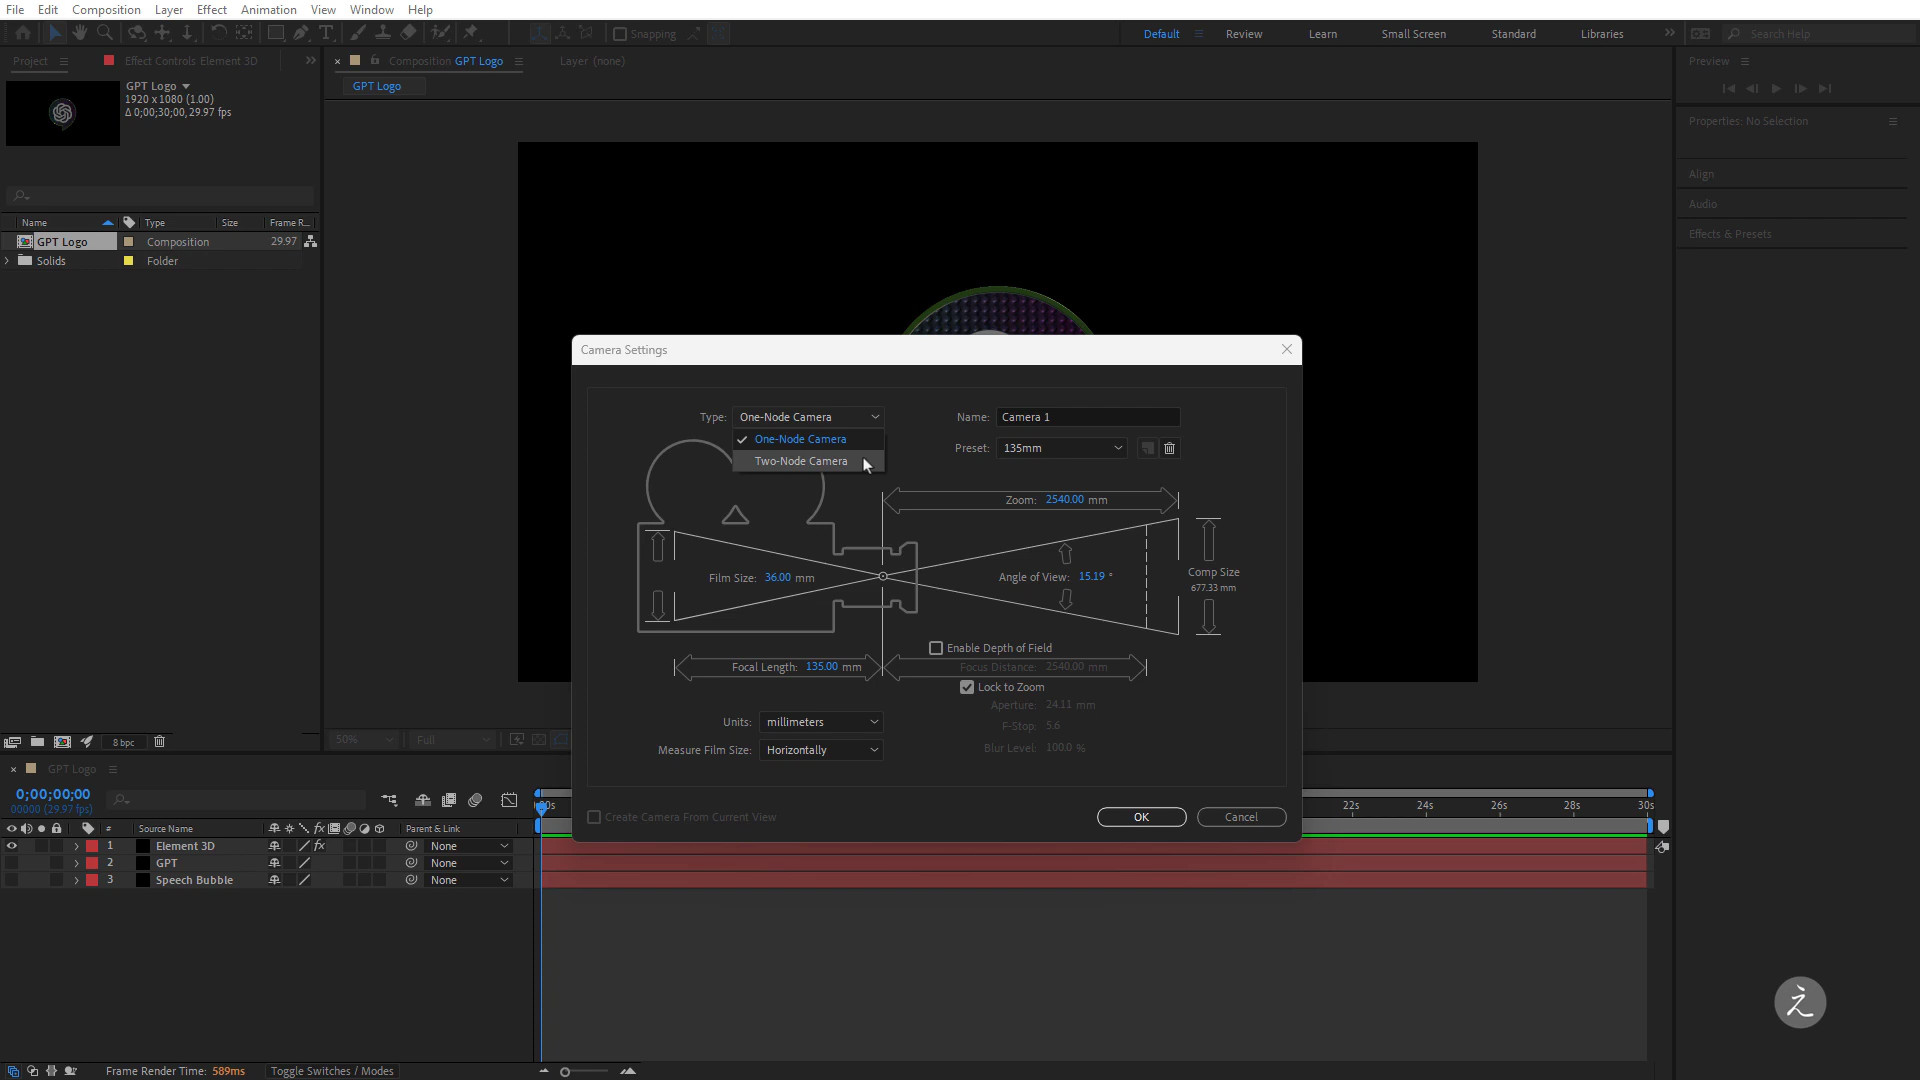 File Edit Composition Layer Effect Animation View Window Help
Snapping
Default Review Learn Small Screen Standard Libraries Search Help
Project Effect Controls Element 3D
Composition GPT Logo Layer (none)
Preview
GPT Logo
1920 x 1080 (1.00)
Δ 0;00;30;00, 29.97 fps
GPT Logo
Properties: No Selection
Align
Audio
Effects & Presets
Name Type Size Frame R...
GPT Logo Composition 29.97
Solids Folder
Camera Settings
Type: One-Node Camera
One-Node Camera
Two-Node Camera
Name: Camera 1
Preset: 135mm
Zoom: 2540.00 mm
Film Size: 36.00 mm
Angle of View: 15.19 °
Comp Size
677.33 mm
Enable Depth of Field
Focal Length: 135.00 mm
Focus Distance: 2540.00 mm
Lock to Zoom
Aperture: 24.11 mm
Units: millimeters
F-Stop: 5.6
Measure Film Size: Horizontally
Blur Level: 100.0 %
Create Camera From Current View
OK Cancel
8 bpc
50% Full
GPT Logo
0;00;00;00
00000 (29.97 fps)
:00s 22s 24s 26s 28s 30s
# Source Name fx Parent & Link
1 Element 3D fx None
2 GPT None
3 Speech Bubble None
之
Frame Render Time: 589ms Toggle Switches / Modes